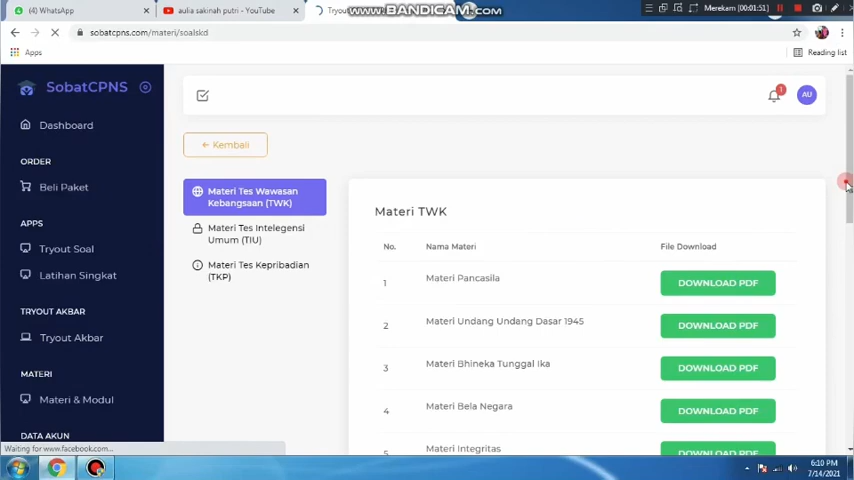 (4) WhatsApp
aulia sakinah putri - YouTube
Tryou
WWW.BANDICAM.COM
Merekam [00:01:51]
sobatcpns.com/materi/soalskd
Apps
Reading list
SobatCPNS
1
AU
Dashboard
ORDER
Beli Paket
APPS
Tryout Soal
Latihan Singkat
TRYOUT AKBAR
Tryout Akbar
MATERI
Materi & Modul
DATA AKUN
← Kembali
Materi Tes Wawasan
Kebangsaan (TWK)
Materi Tes Intelegensi
Umum (TIU)
Materi Tes Kepribadian
(TKP)
Materi TWK
No. Nama Materi File Download
1 Materi Pancasila DOWNLOAD PDF
2 Materi Undang Undang Dasar 1945 DOWNLOAD PDF
3 Materi Bhineka Tunggal Ika DOWNLOAD PDF
4 Materi Bela Negara DOWNLOAD PDF
5 Materi Integritas DOWNLOAD PDF
Waiting for www.facebook.com...
6:10 PM
7/14/2021